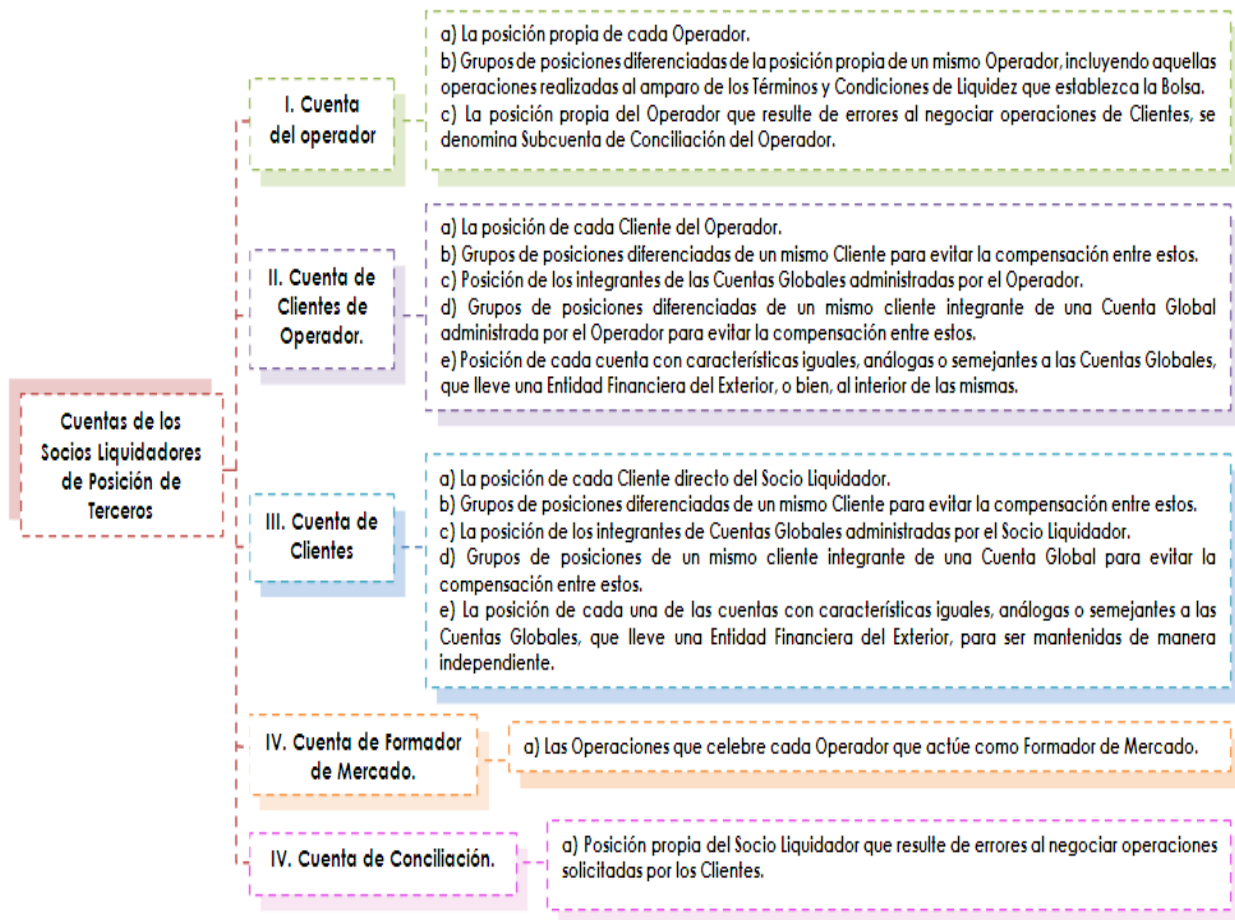 Cuentas de los
Socios Liquidadores
de Posición de
Terceros
I. Cuenta
del operador
a) La posición propia de cada Operador.
b) Grupos de posiciones diferenciadas de la posición propia de un mismo Operador, incluyendo aquellas
operaciones realizadas al amparo de los Términos y Condiciones de Liquidez que establezca la Bolsa.
c) La posición propia del Operador que resulte de errores al negociar operaciones de Clientes, se
denomina Subcuenta de Conciliación del Operador.
II. Cuenta de
Clientes de
Operador.
a) La posición de cada Cliente del Operador.
b) Grupos de posiciones diferenciadas de un mismo Cliente para evitar la compensación entre estos.
c) Posición de los integrantes de las Cuentas Globales administradas por el Operador.
d) Grupos de posiciones diferenciadas de un mismo cliente integrante de una Cuenta Global
administrada por el Operador para evitar la compensación entre estos.
e) Posición de cada cuenta con características iguales, análogas o semejantes a las Cuentas Globales,
que lleve una Entidad Financiera del Exterior, o bien, al interior de las mismas.
III. Cuenta de
Clientes
a) La posición de cada Cliente directo del Socio Liquidador.
b) Grupos de posiciones diferenciadas de un mismo Cliente para evitar la compensación entre estos.
c) La posición de los integrantes de Cuentas Globales administradas por el Socio Liquidador.
d) Grupos de posiciones de un mismo cliente integrante de una Cuenta Global para evitar la
compensación entre estos.
e) La posición de cada una de las cuentas con características iguales, análogas o semejantes a las
Cuentas Globales, que lleve una Entidad Financiera del Exterior, para ser mantenidas de manera
independiente.
IV. Cuenta de Formador
de Mercado.
a) Las Operaciones que celebre cada Operador que actúe como Formador de Mercado.
IV. Cuenta de Conciliación.
a) Posición propia del Socio Liquidador que resulte de errores al negociar operaciones
solicitadas por los Clientes.